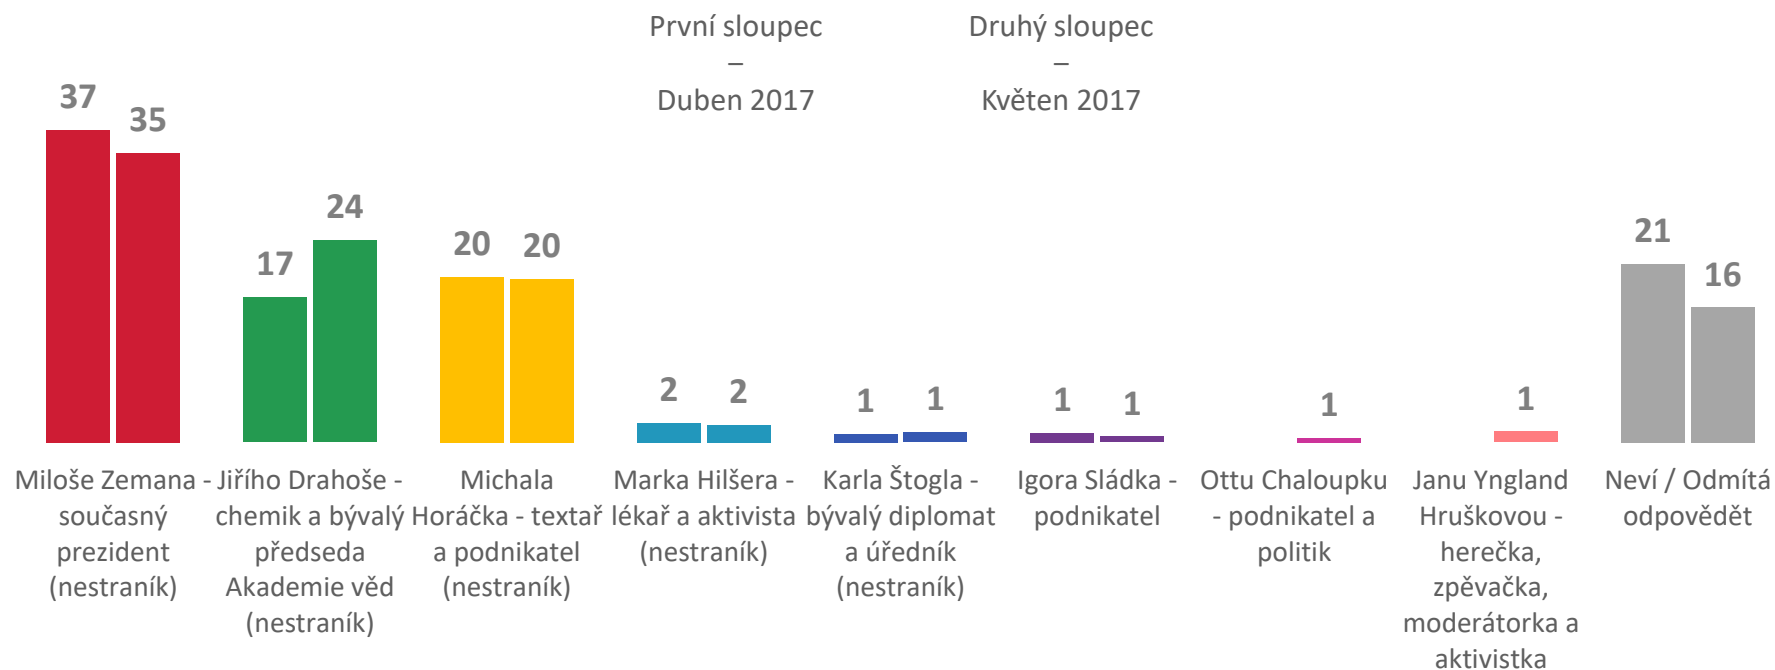 První sloupec
–
Duben 2017
Druhý sloupec
–
Květen 2017
37
35
17
24
20
20
2
2
1
1
1
1
1
1
21
16
Miloše Zemana -
současný
prezident
(nestraník)
Jiřího Drahoše -
chemik a bývalý
předseda
Akademie věd
(nestraník)
Michala
Horáčka - textař
a podnikatel
(nestraník)
Marka Hilšera -
lékař a aktivista
(nestraník)
Karla Štogla -
bývalý diplomat
a úředník
(nestraník)
Igora Sládka -
podnikatel
Ottu Chaloupku
- podnikatel a
politik
Janu Yngland
Hruškovou -
herečka,
zpěvačka,
moderátorka a
aktivistka
Neví / Odmítá
odpovědět